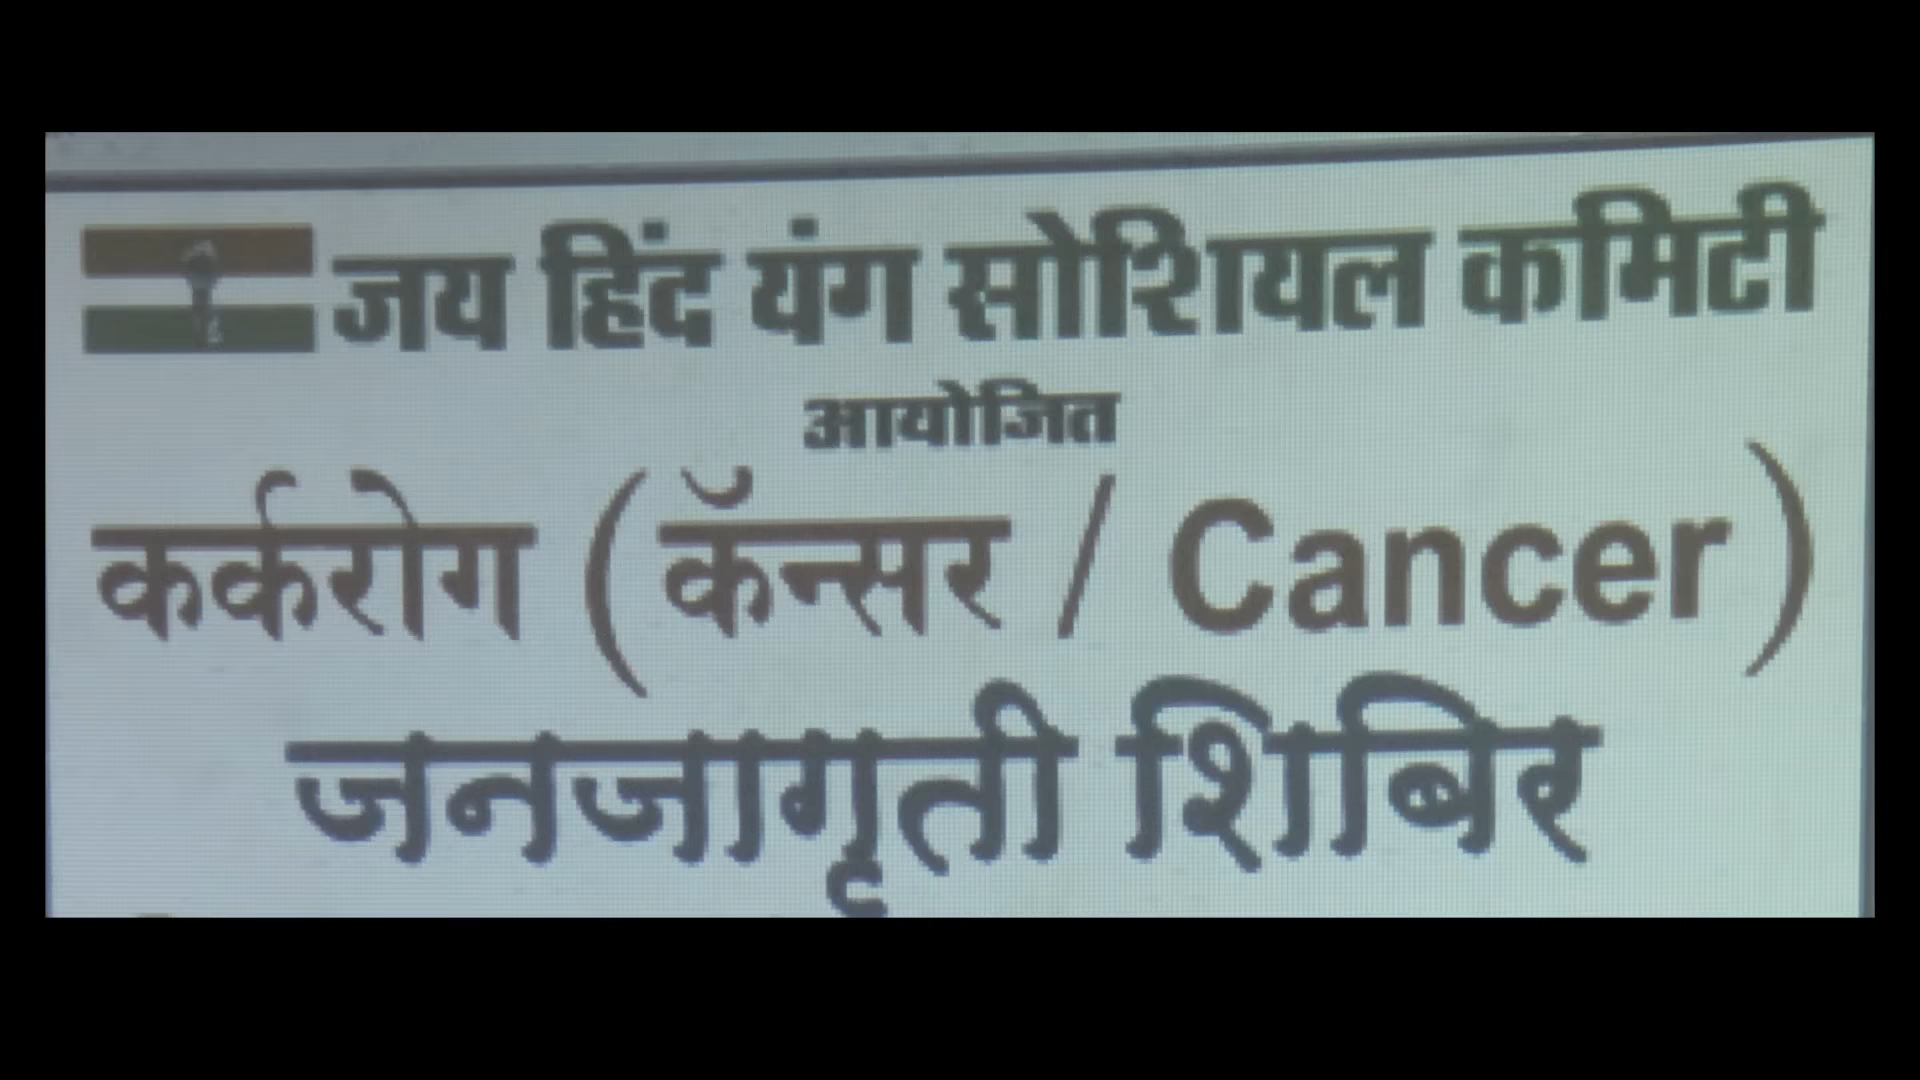 जय हिंद यंग सोशियल कमिटी
आयोजित
कर्करोग (कॅन्सर / Cancer)
जनजागृती शिबिर